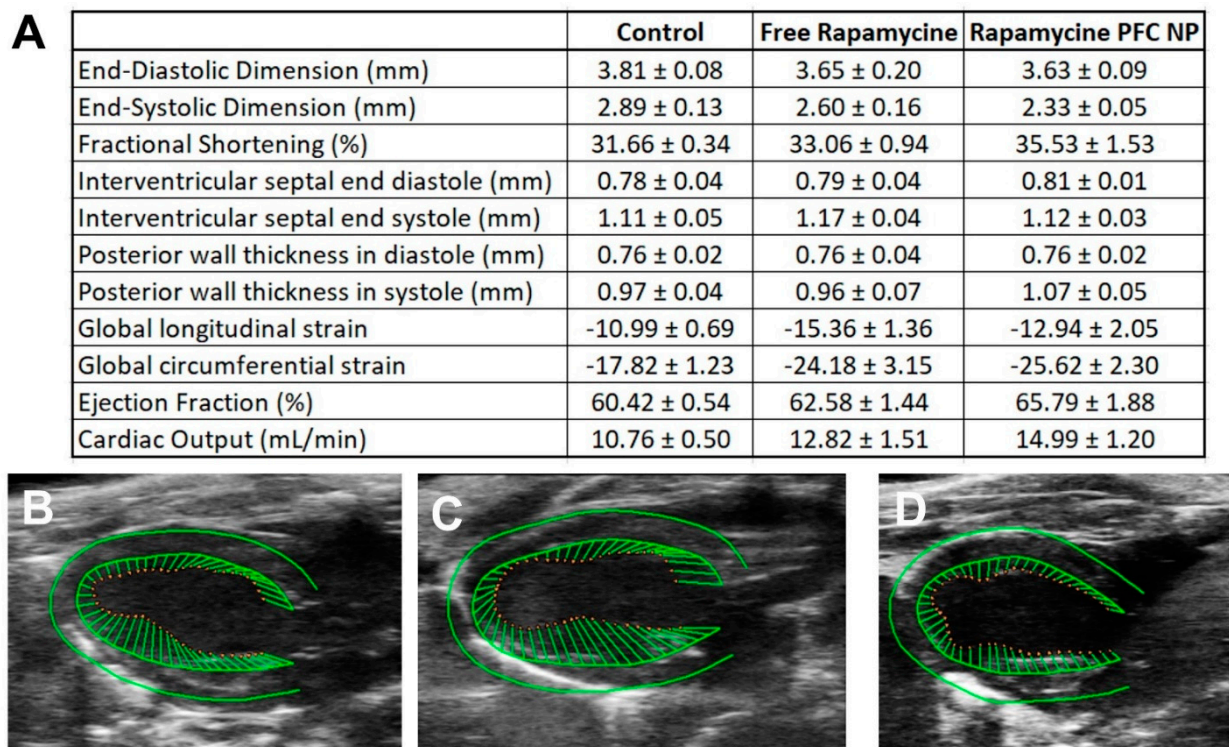 A
Control Free Rapamycine Rapamycine PFC NP
End-Diastolic Dimension (mm) 3.81 ± 0.08 3.65 ± 0.20 3.63 ± 0.09
End-Systolic Dimension (mm) 2.89 ± 0.13 2.60 ± 0.16 2.33 ± 0.05
Fractional Shortening (%) 31.66 ± 0.34 33.06 ± 0.94 35.53 ± 1.53
Interventricular septal end diastole (mm) 0.78 ± 0.04 0.79 ± 0.04 0.81 ± 0.01
Interventricular septal end systole (mm) 1.11 ± 0.05 1.17 ± 0.04 1.12 ± 0.03
Posterior wall thickness in diastole (mm) 0.76 ± 0.02 0.76 ± 0.04 0.76 ± 0.02
Posterior wall thickness in systole (mm) 0.97 ± 0.04 0.96 ± 0.07 1.07 ± 0.05
Global longitudinal strain -10.99 ± 0.69 -15.36 ± 1.36 -12.94 ± 2.05
Global circumferential strain -17.82 ± 1.23 -24.18 ± 3.15 -25.62 ± 2.30
Ejection Fraction (%) 60.42 ± 0.54 62.58 ± 1.44 65.79 ± 1.88
Cardiac Output (mL/min) 10.76 ± 0.50 12.82 ± 1.51 14.99 ± 1.20
B C D